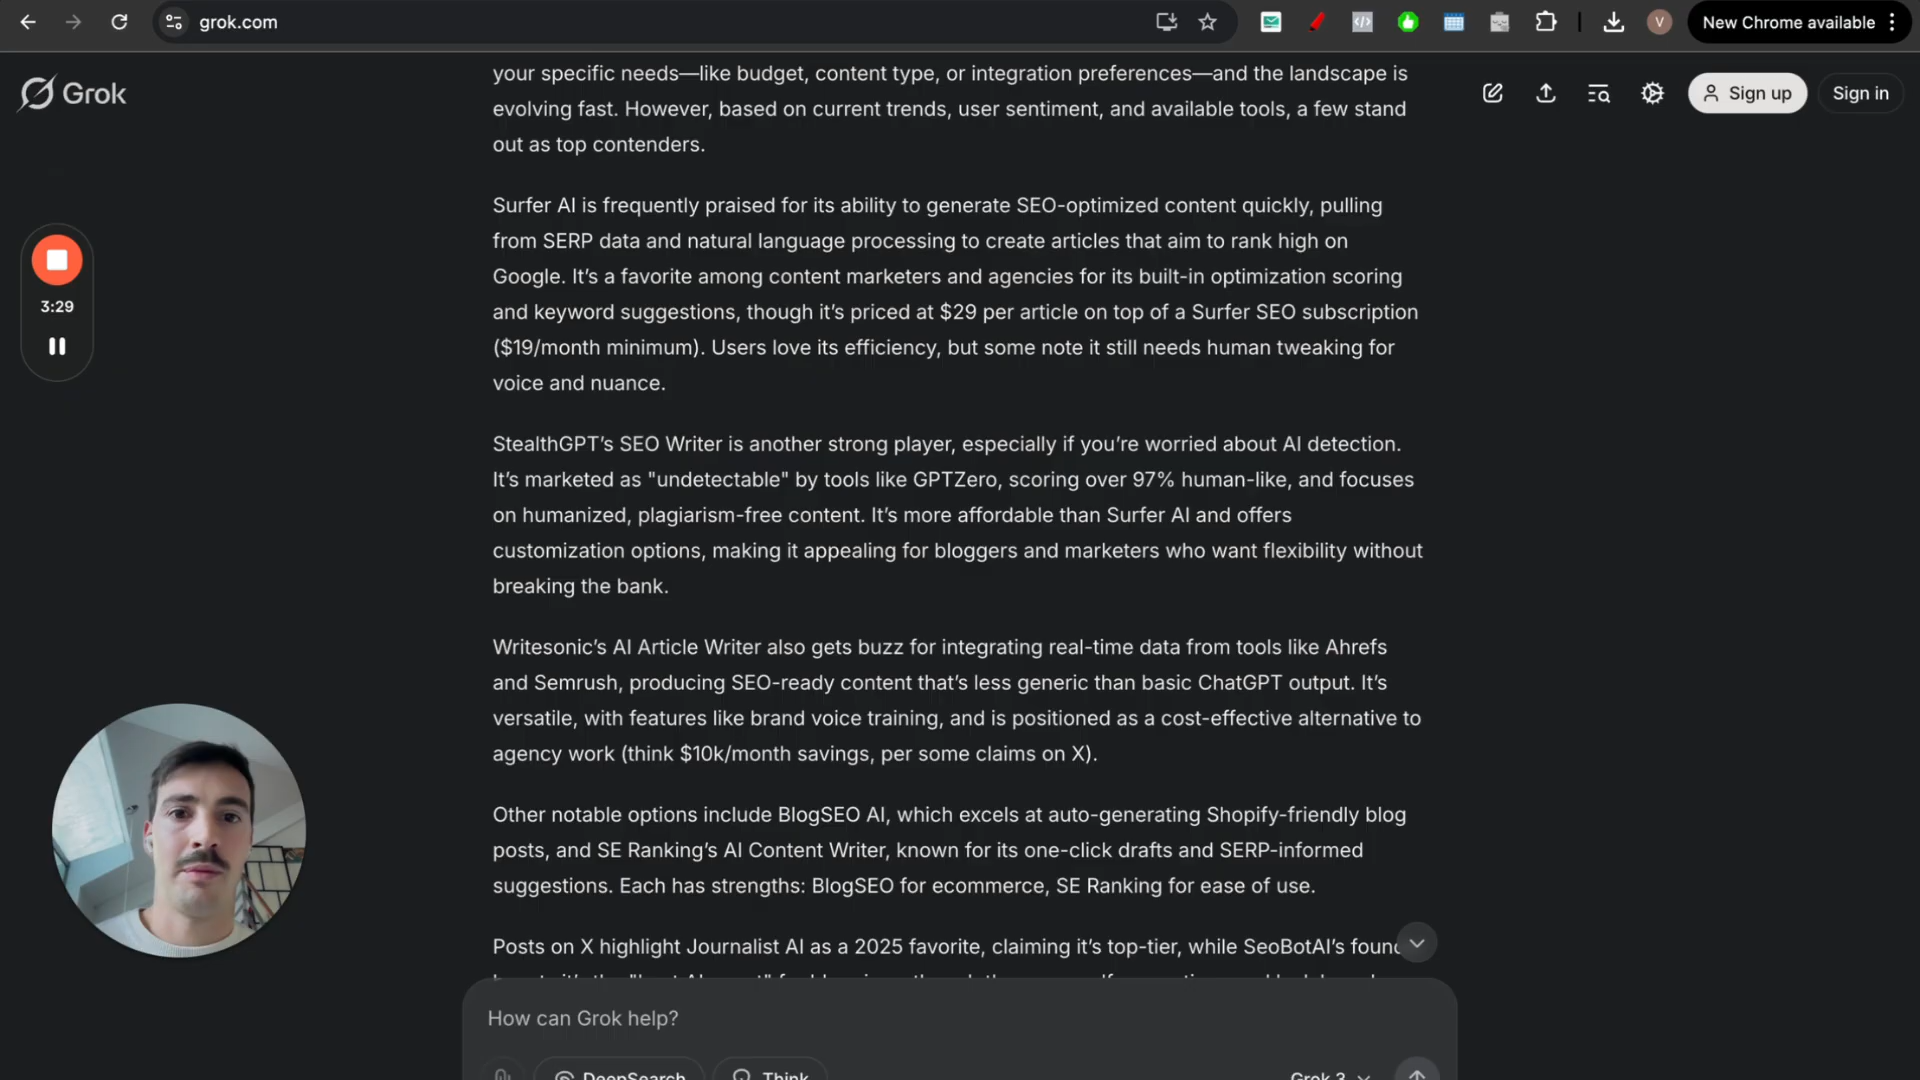 grok.com
V
New Chrome available
Grok
Sign up
Sign in
3:29
your specific needs—like budget, content type, or integration preferences—and the landscape is
evolving fast. However, based on current trends, user sentiment, and available tools, a few stand
out as top contenders.
Surfer AI is frequently praised for its ability to generate SEO-optimized content quickly, pulling
from SERP data and natural language processing to create articles that aim to rank high on
Google. It's a favorite among content marketers and agencies for its built-in optimization scoring
and keyword suggestions, though it's priced at $29 per article on top of a Surfer SEO subscription
($19/month minimum). Users love its efficiency, but some note it still needs human tweaking for
voice and nuance.
StealthGPT's SEO Writer is another strong player, especially if you're worried about AI detection.
It's marketed as "undetectable" by tools like GPTZero, scoring over 97% human-like, and focuses
on humanized, plagiarism-free content. It's more affordable than Surfer AI and offers
customization options, making it appealing for bloggers and marketers who want flexibility without
breaking the bank.
Writesonic's AI Article Writer also gets buzz for integrating real-time data from tools like Ahrefs
and Semrush, producing SEO-ready content that's less generic than basic ChatGPT output. It's
versatile, with features like brand voice training, and is positioned as a cost-effective alternative to
agency work (think $10k/month savings, per some claims on X).
Other notable options include BlogSEO AI, which excels at auto-generating Shopify-friendly blog
posts, and SE Ranking's AI Content Writer, known for its one-click drafts and SERP-informed
suggestions. Each has strengths: BlogSEO for ecommerce, SE Ranking for ease of use.
Posts on X highlight Journalist AI as a 2025 favorite, claiming it's top-tier, while SeoBotAI's
How can Grok help?
DeepSearch
Think
Grok 3